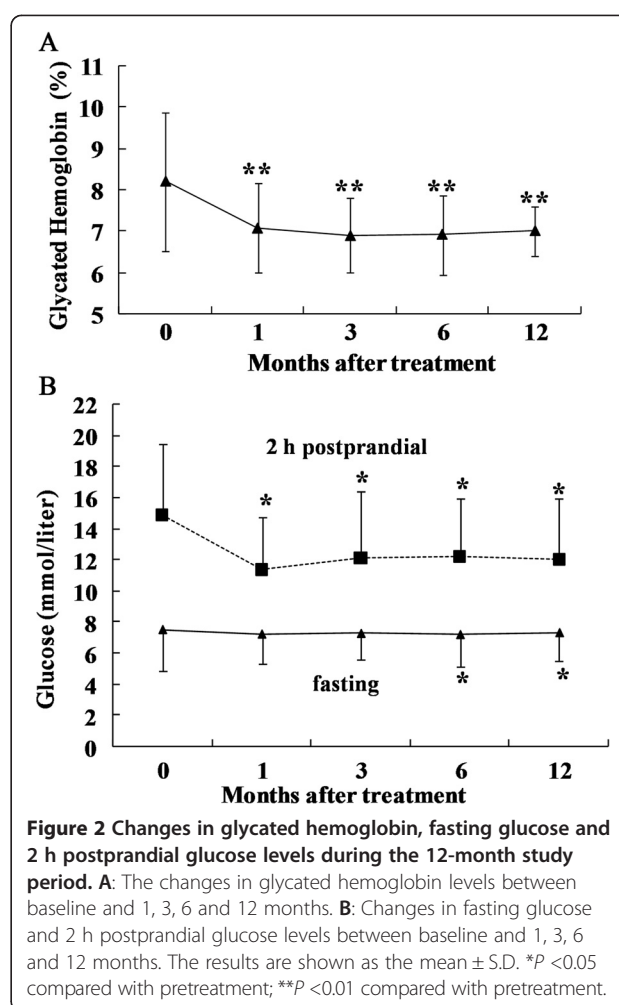 A
Glycated Hemoglobin (%)
11
10
9
8
7
6
5
**
**
**
**
0 1 3 6 12
Months after treatment
B
Glucose (mmol/liter)
22
20
18
16
14
12
10
8
6
4
2
0
2 h postprandial
*
*
*
*
fasting
*
*
0 1 3 6 12
Months after treatment
Figure 2 Changes in glycated hemoglobin, fasting glucose and
2 h postprandial glucose levels during the 12-month study
period. A: The changes in glycated hemoglobin levels between
baseline and 1, 3, 6 and 12 months. B: Changes in fasting glucose
and 2 h postprandial glucose levels between baseline and 1, 3, 6
and 12 months. The results are shown as the mean ± S.D. *P <0.05
compared with pretreatment; **P <0.01 compared with pretreatment.